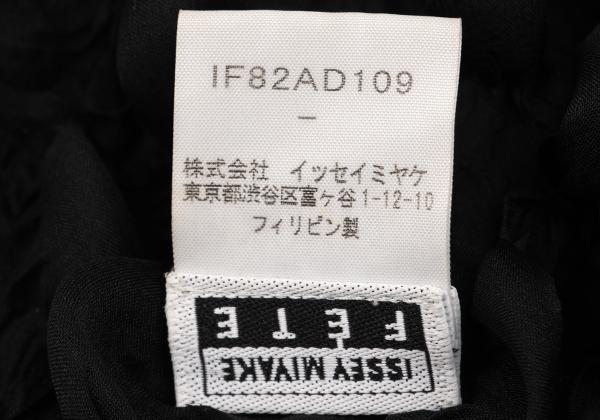 IF82AD109
–
株式会社 イッセイミヤケ
東京都渋谷区富ヶ谷1-12-10
フィリピン製
ISSEY MIYAKE
FETE